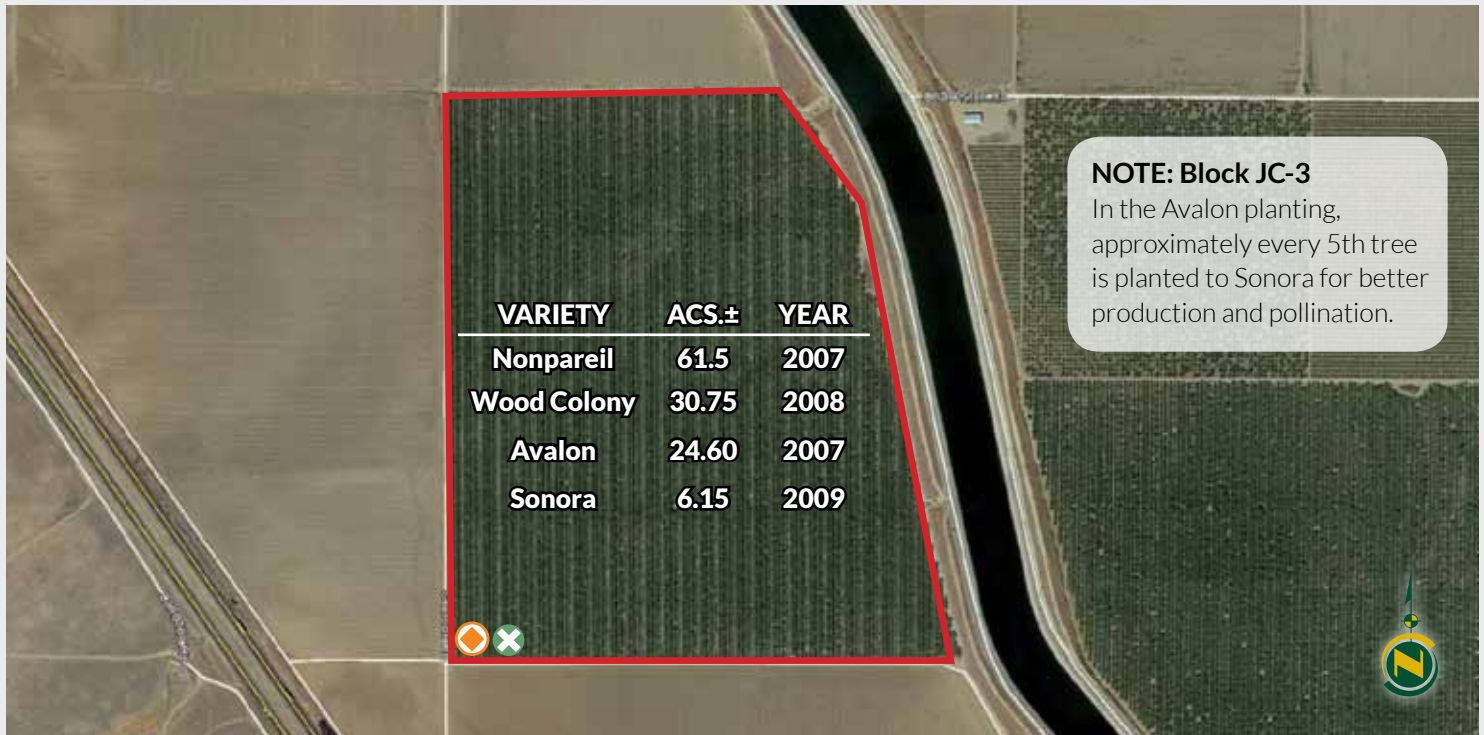 NOTE: Block JC-3
In the Avalon planting,
approximately every 5th tree
is planted to Sonora for better
production and pollination.
VARIETY ACS.± YEAR
Nonpareil 61.5 2007
Wood Colony 30.75 2008
Avalon 24.60 2007
Sonora 6.15 2009
N